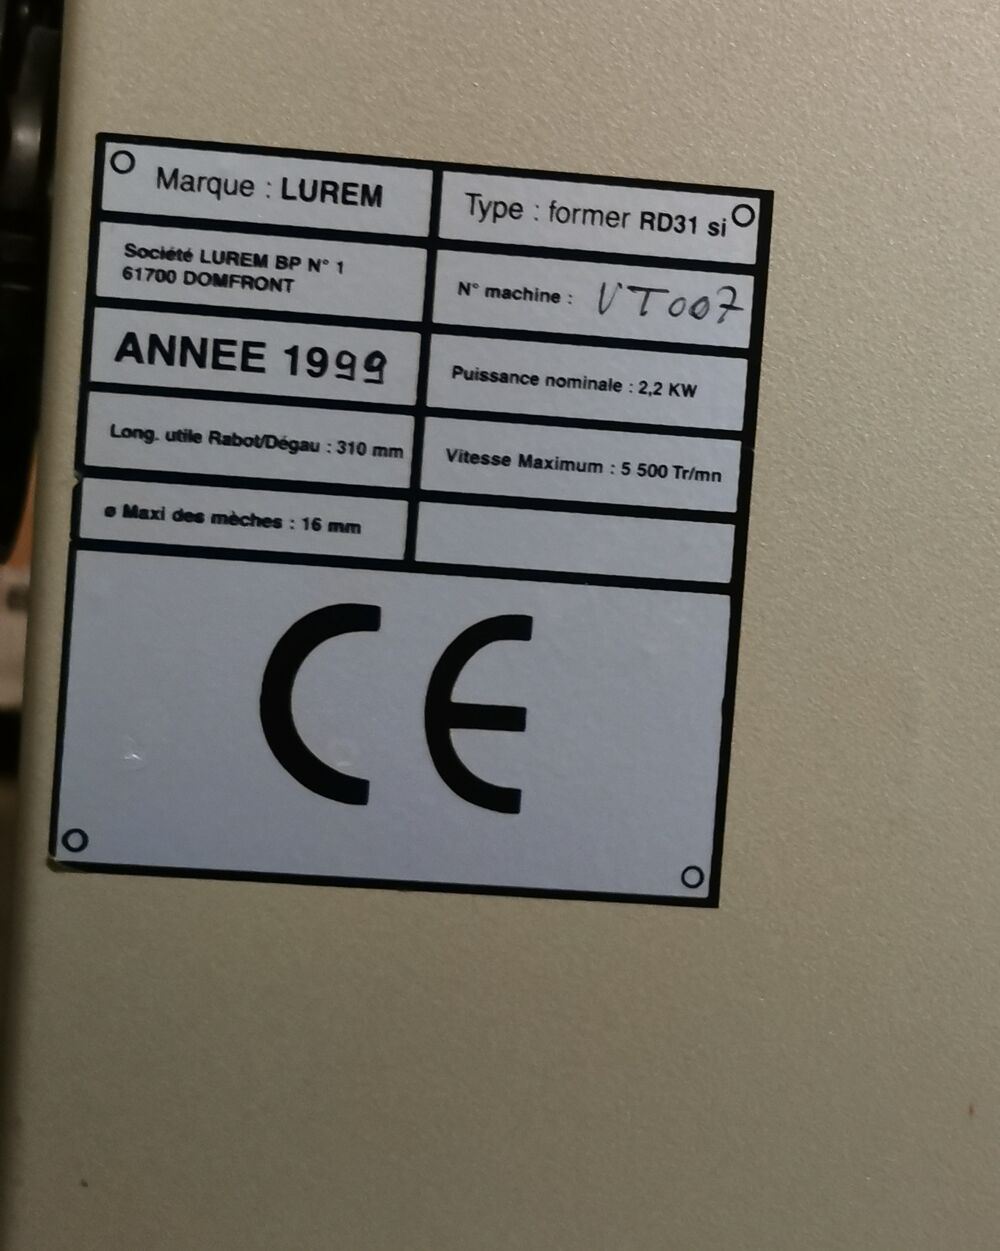 Marque : LUREM
Type : former RD31 si
Société LUREM BP N° 1
61700 DOMFRONT
N° machine : VT007
ANNEE 1999
Puissance nominale : 2,2 KW
Long. utile Rabot/Dégau : 310 mm
Vitesse Maximum : 5 500 Tr/mn
ø Maxi des mèches : 16 mm
CE